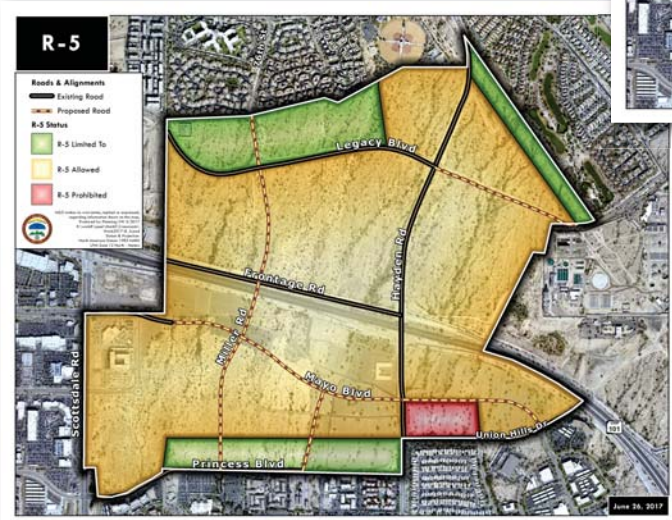 R-5
Roads & Alignments
Existing Road
Proposed Road
R-5 Status
R-5 Limited To
R-5 Allowed
R-5 Prohibited
Legacy Blvd
Hayden Rd
Frontage Rd
Miller Rd
Mayo Blvd
Scottsdale Rd
Union Hills Dr
Princess Blvd
101
June 26, 2017